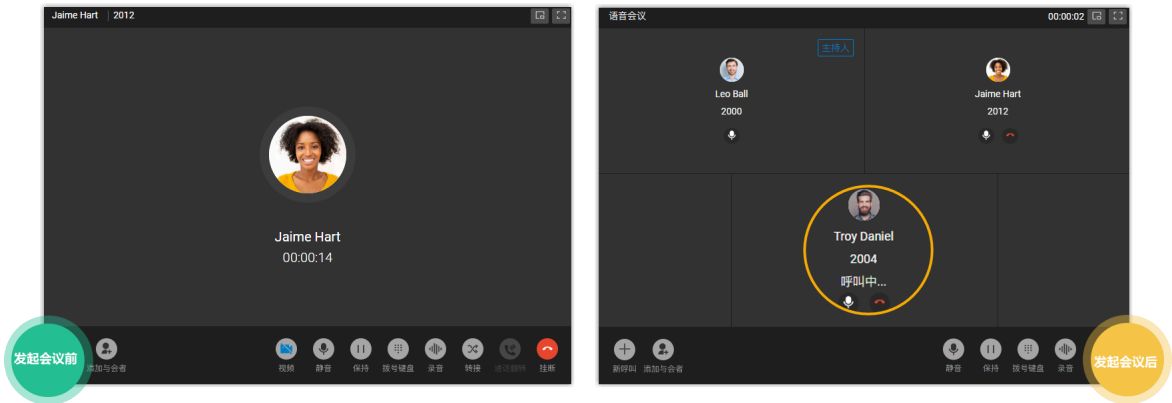 Jaime Hart 2012
Jaime Hart
00:00:14
发起会议前
添加与会者
视频
静音
保持
拨号键盘
录音
转接
通话翻转
挂断
语音会议
00:00:02
主持人
Leo Ball
2000
Jaime Hart
2012
Troy Daniel
2004
呼叫中...
新呼叫
添加与会者
静音
保持
拨号键盘
录音
发起会议后